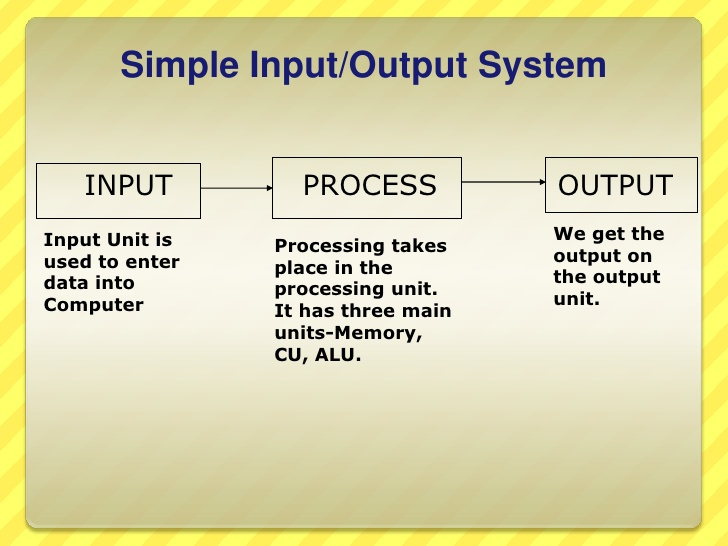 Simple Input/Output System
INPUT
PROCESS
OUTPUT
Input Unit is
used to enter
data into
Computer
Processing takes
place in the
processing unit.
It has three main
units-Memory,
CU, ALU.
We get the
output on
the output
unit.